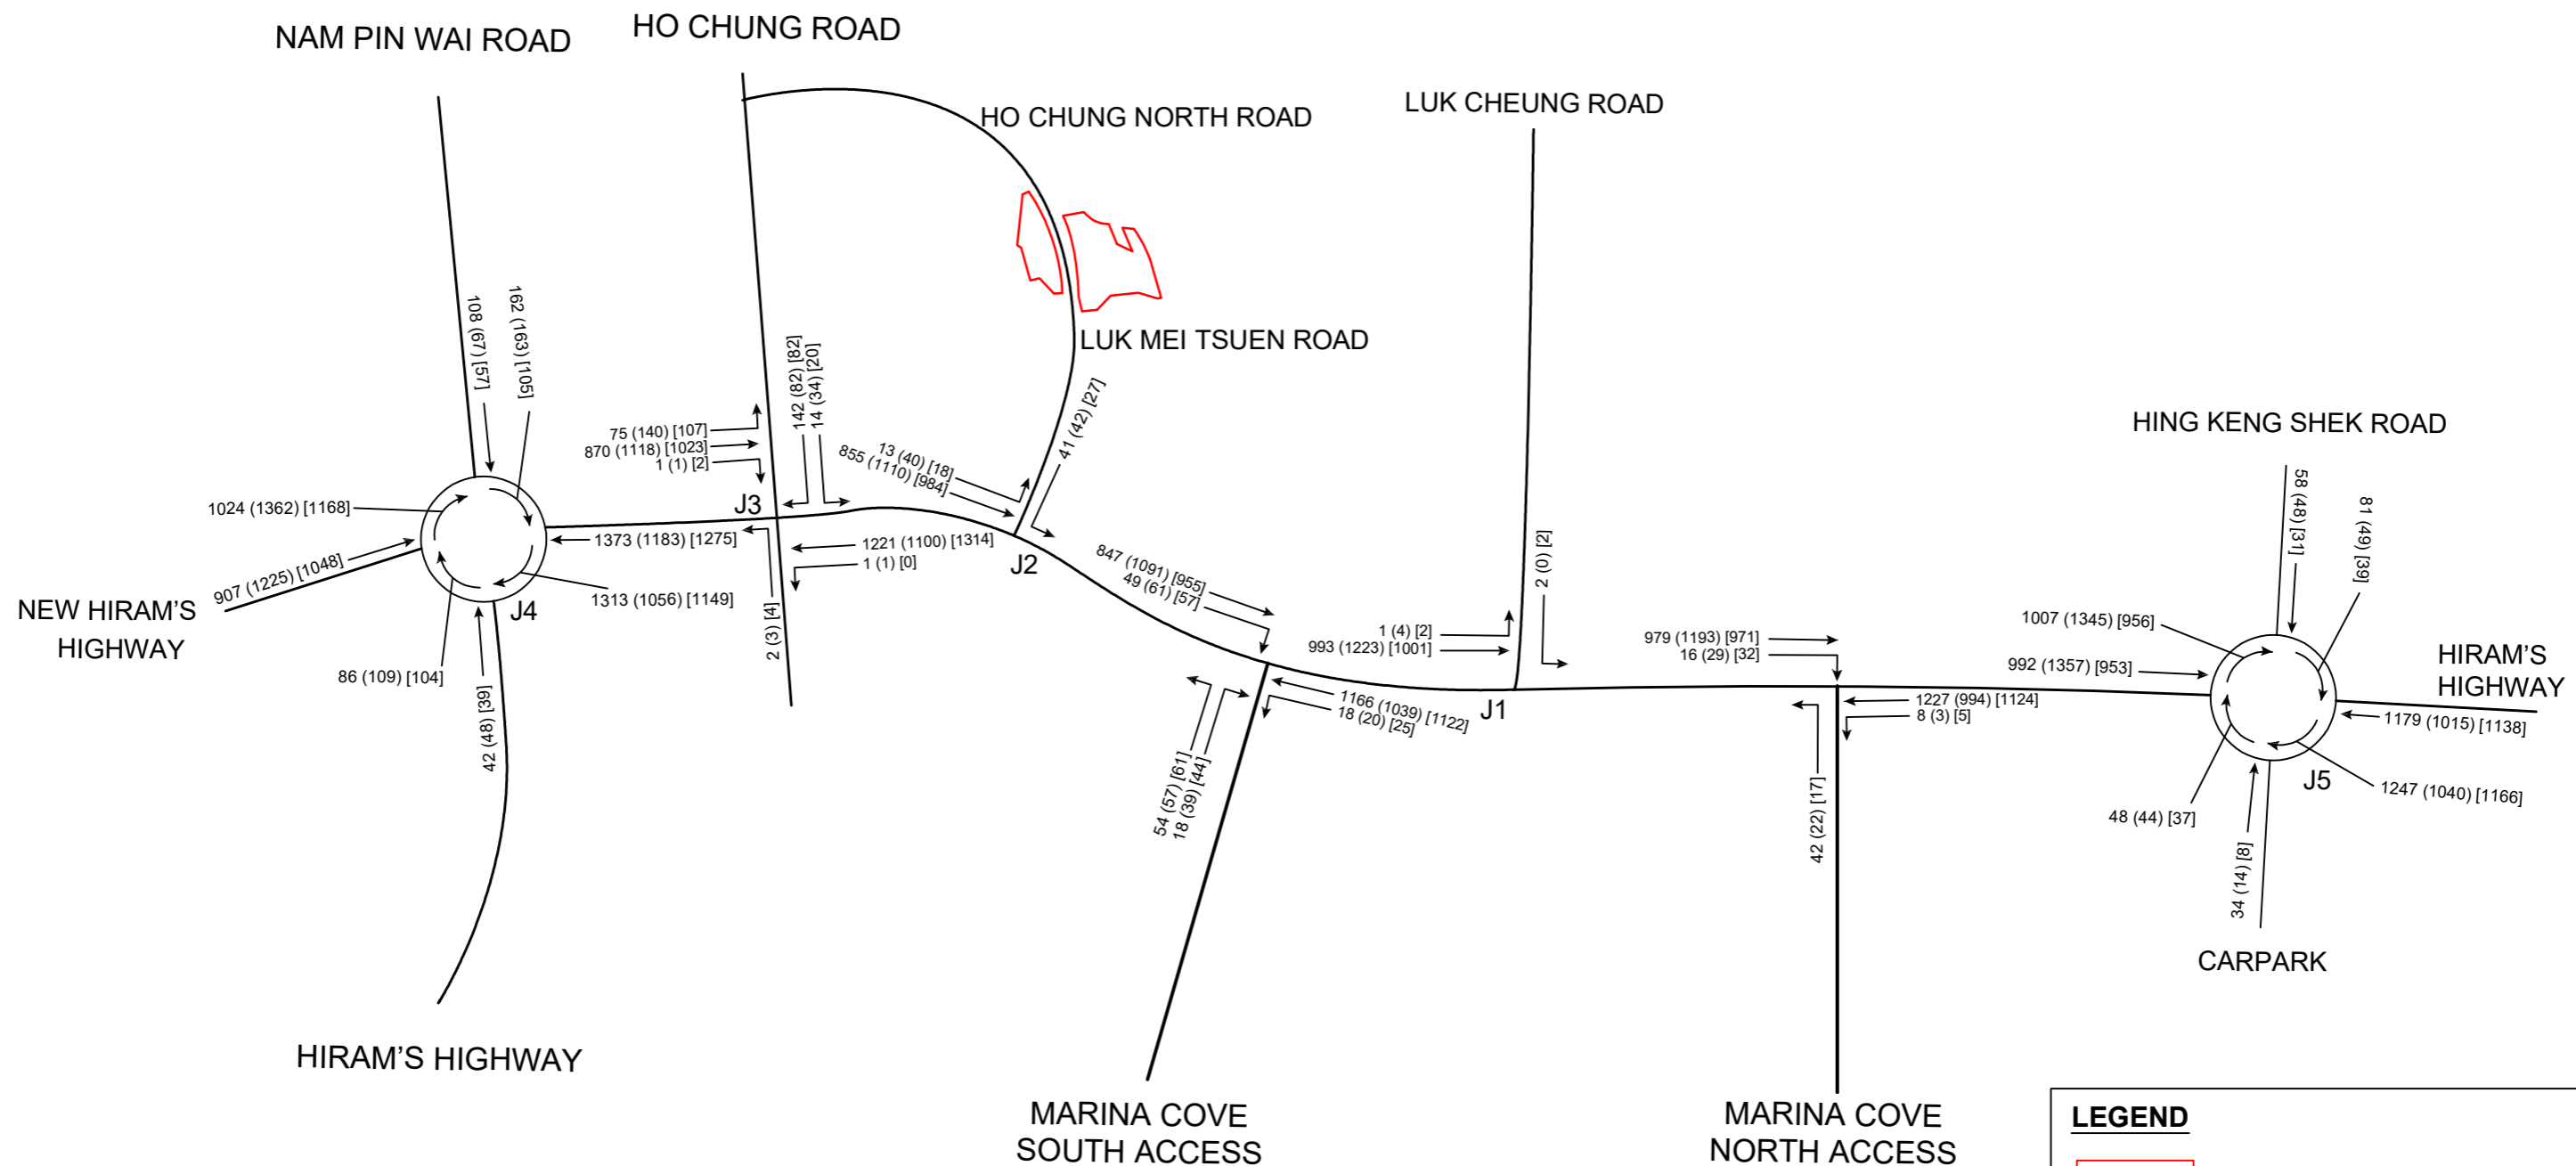 NAM PIN WAI ROAD
HO CHUNG ROAD
HO CHUNG NORTH ROAD
LUK CHEUNG ROAD
LUK MEI TSUEN ROAD
HING KENG SHEK ROAD
108 (67) [57]
162 (163) [105]
1024 (1362) [1168]
907 (1225) [1048]
NEW HIRAM'S
HIGHWAY
86 (109) [104]
42 (48) [39]
J4
1313 (1056) [1149]
1373 (1183) [1275]
HIRAM'S HIGHWAY
75 (140) [107]
870 (1118) [1023]
1 (1) [2]
J3
142 (82) [82]
14 (34) [20]
1221 (1100) [1314]
1 (1) [0]
2 (3) [4]
13 (40) [18]
855 (1110) [984]
41 (42) [27]
J2
847 (1091) [955]
49 (61) [57]
54 (57) [61]
18 (39) [44]
1166 (1039) [1122]
18 (20) [25]
MARINA COVE
SOUTH ACCESS
1 (4) [2]
993 (1223) [1001]
2 (0) [2]
J1
979 (1193) [971]
16 (29) [32]
1227 (994) [1124]
8 (3) [5]
42 (22) [17]
MARINA COVE
NORTH ACCESS
58 (48) [31]
81 (49) [39]
1007 (1345) [956]
992 (1357) [953]
HIRAM'S
HIGHWAY
1179 (1015) [1138]
J5
1247 (1040) [1166]
48 (44) [37]
34 (14) [8]
CARPARK
LEGEND